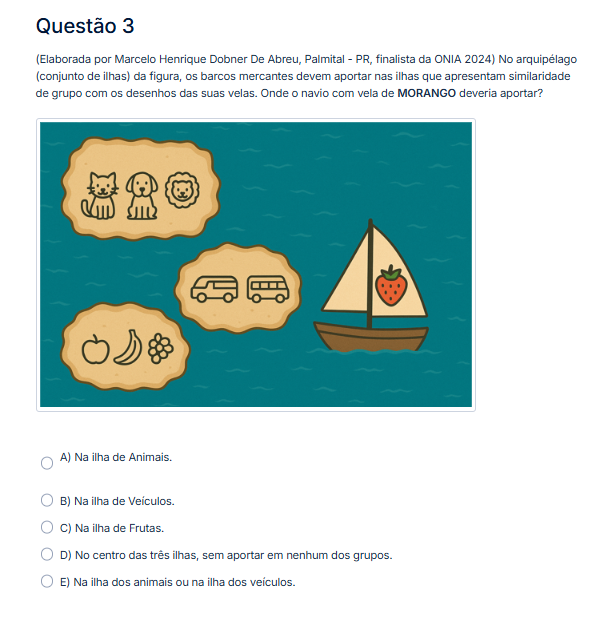 Questão 3
(Elaborada por Marcelo Henrique Dobner De Abreu, Palmital - PR, finalista da ONIA 2024) No arquipélago
(conjunto de ilhas) da figura, os barcos mercantes devem aportar nas ilhas que apresentam similaridade
de grupo com os desenhos das suas velas. Onde o navio com vela de MORANGO deveria aportar?
A) Na ilha de Animais.
B) Na ilha de Veículos.
C) Na ilha de Frutas.
D) No centro das três ilhas, sem aportar em nenhum dos grupos.
E) Na ilha dos animais ou na ilha dos veículos.